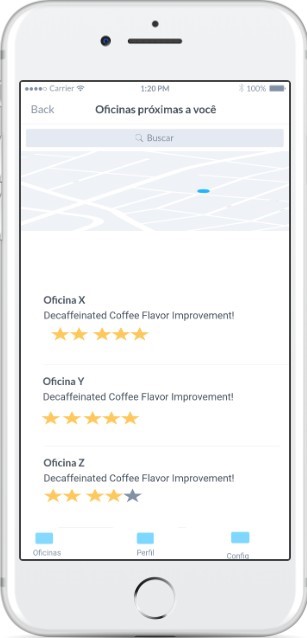 Carrier 1:20 PM 100%
Back Oficinas próximas a você
Buscar
Oficina X
Decaffeinated Coffee Flavor Improvement!
Oficina Y
Decaffeinated Coffee Flavor Improvement!
Oficina Z
Decaffeinated Coffee Flavor Improvement!
Oficinas Perfil Config